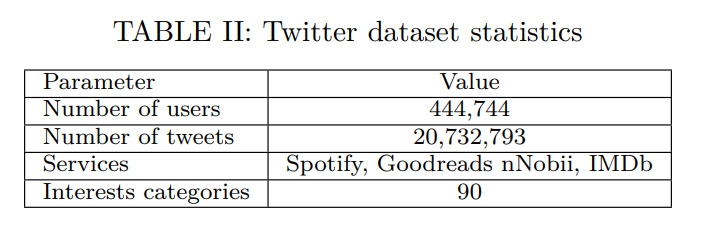 TABLE II: Twitter dataset statistics
Parameter Value
Number of users 444,744
Number of tweets 20,732,793
Services Spotify, Goodreads nNobii, IMDb
Interests categories 90